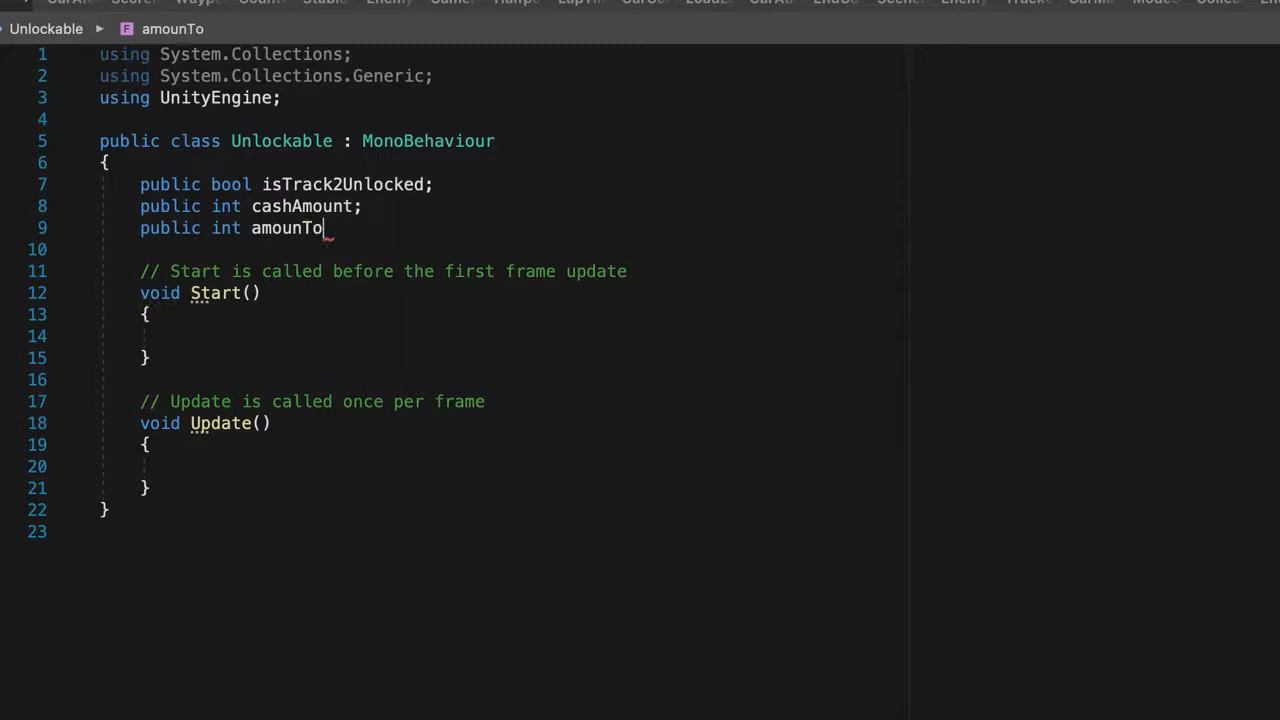 Unlockable ▶ F amounTo
1 using System.Collections;
2 using System.Collections.Generic;
3 using UnityEngine;
4
5 public class Unlockable : MonoBehaviour
6 {
7 public bool isTrack2Unlocked;
8 public int cashAmount;
9 public int amounTo
10
11 // Start is called before the first frame update
12 void Start()
13 {
14
15 }
16
17 // Update is called once per frame
18 void Update()
19 {
20
21 }
22 }
23